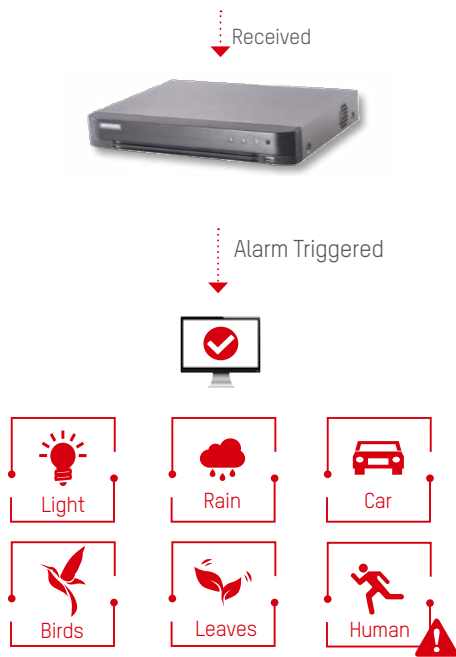 Received
Alarm Triggered
Light
Rain
Car
Birds
Leaves
Human